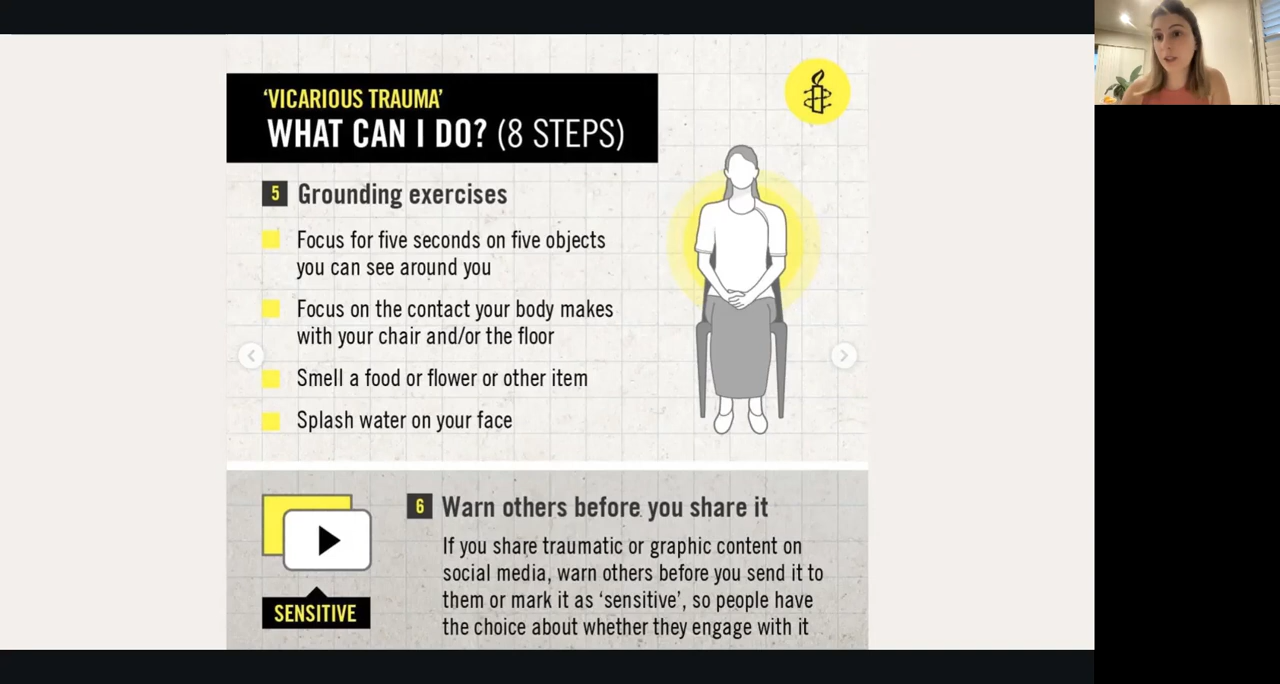 ‘VICARIOUS TRAUMA’
WHAT CAN I DO? (8 STEPS)
5 Grounding exercises
Focus for five seconds on five objects
you can see around you
Focus on the contact your body makes
with your chair and/or the floor
Smell a food or flower or other item
Splash water on your face
6 Warn others before you share it
If you share traumatic or graphic content on
social media, warn others before you send it to
them or mark it as ‘sensitive’, so people have
the choice about whether they engage with it
SENSITIVE